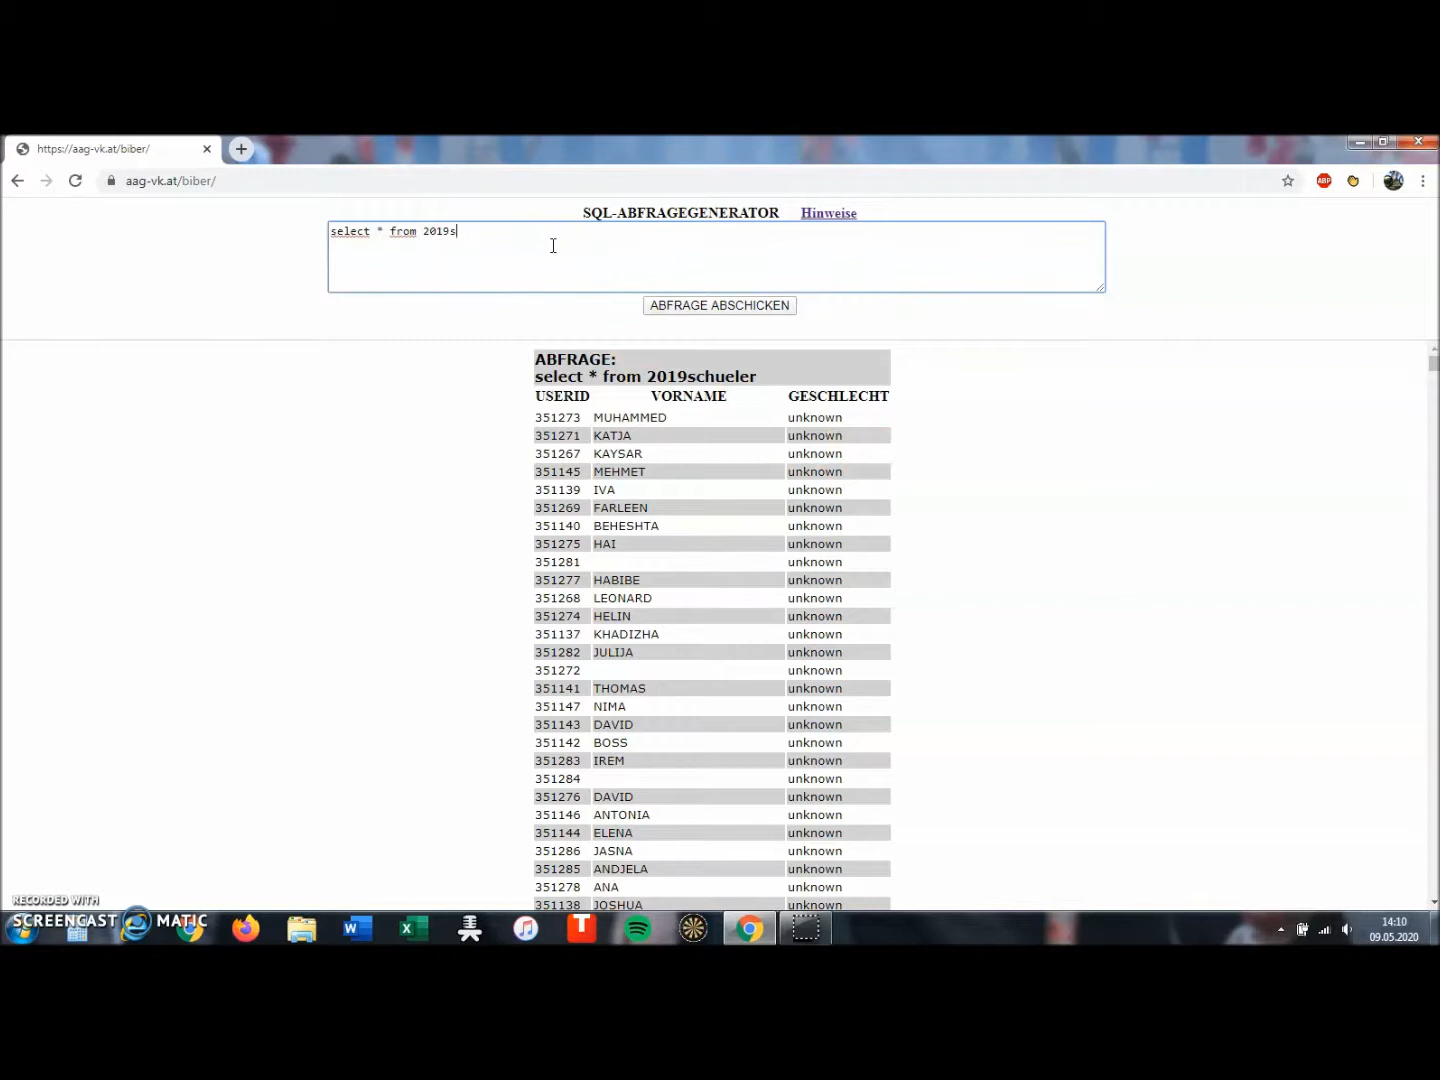 https://aag-vk.at/biber/
aag-vk.at/biber/
ABP
SQL-ABFRAGEGENERATOR Hinweise
select * from 2019s
ABFRAGE ABSCHICKEN
ABFRAGE:
select * from 2019schueler
USERID VORNAME GESCHLECHT
351273 MUHAMMED unknown
351271 KATJA unknown
351267 KAYSAR unknown
351145 MEHMET unknown
351139 IVA unknown
351269 FARLEEN unknown
351140 BEHESHTA unknown
351275 HAI unknown
351281 unknown
351277 HABIBE unknown
351268 LEONARD unknown
351274 HELIN unknown
351137 KHADIZHA unknown
351282 JULIJA unknown
351272 unknown
351141 THOMAS unknown
351147 NIMA unknown
351143 DAVID unknown
351142 BOSS unknown
351283 IREM unknown
351284 unknown
351276 DAVID unknown
351146 ANTONIA unknown
351144 ELENA unknown
351286 JASNA unknown
351285 ANDJELA unknown
351278 ANA unknown
351138 JOSHUA unknown
RECORDED WITH
SCREENCAST MATIC
W
X
T
14:10
09.05.2020